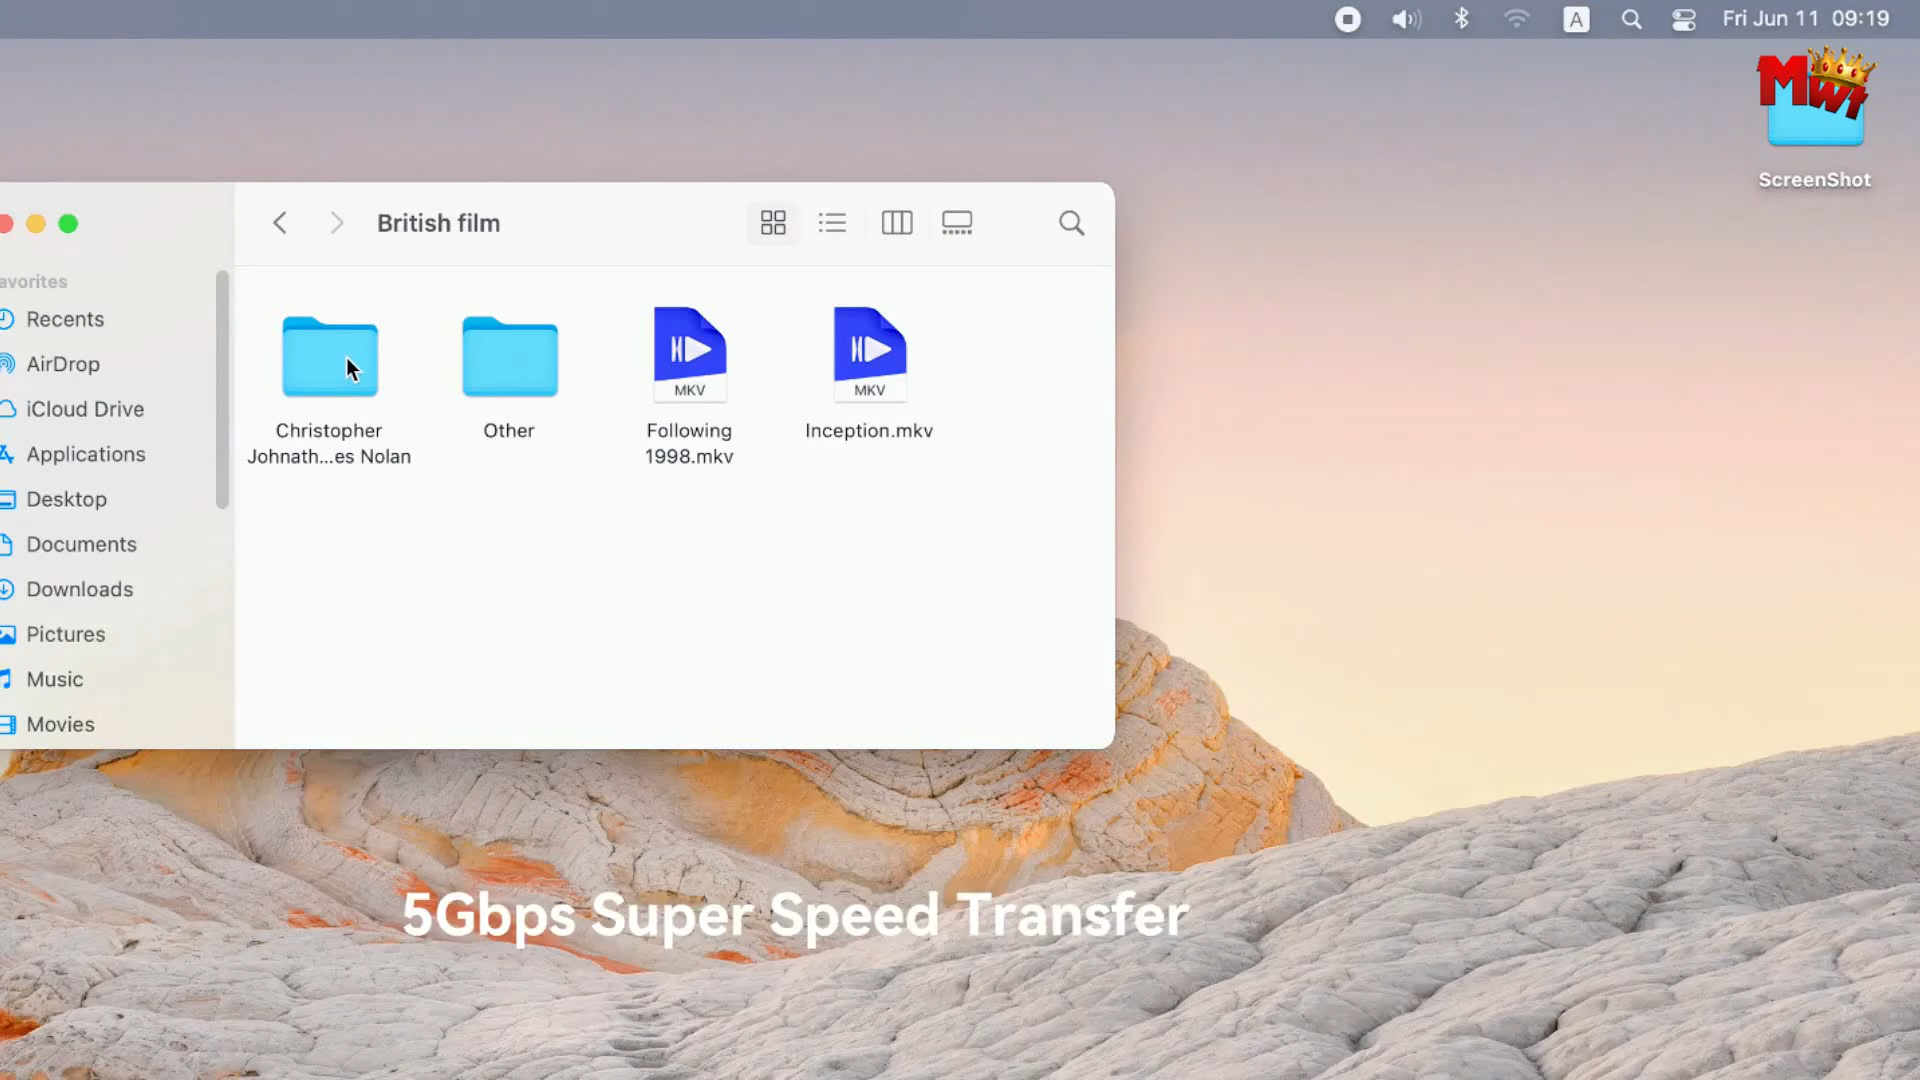 A
Fri Jun 11 09:19
Mwt
ScreenShot
British film
avorites
Recents
AirDrop
iCloud Drive
Applications
Desktop
Documents
Downloads
Pictures
Music
Movies
Christopher
Johnath...es Nolan
Other
MKV
Following
1998.mkv
MKV
Inception.mkv
5Gbps Super Speed Transfer